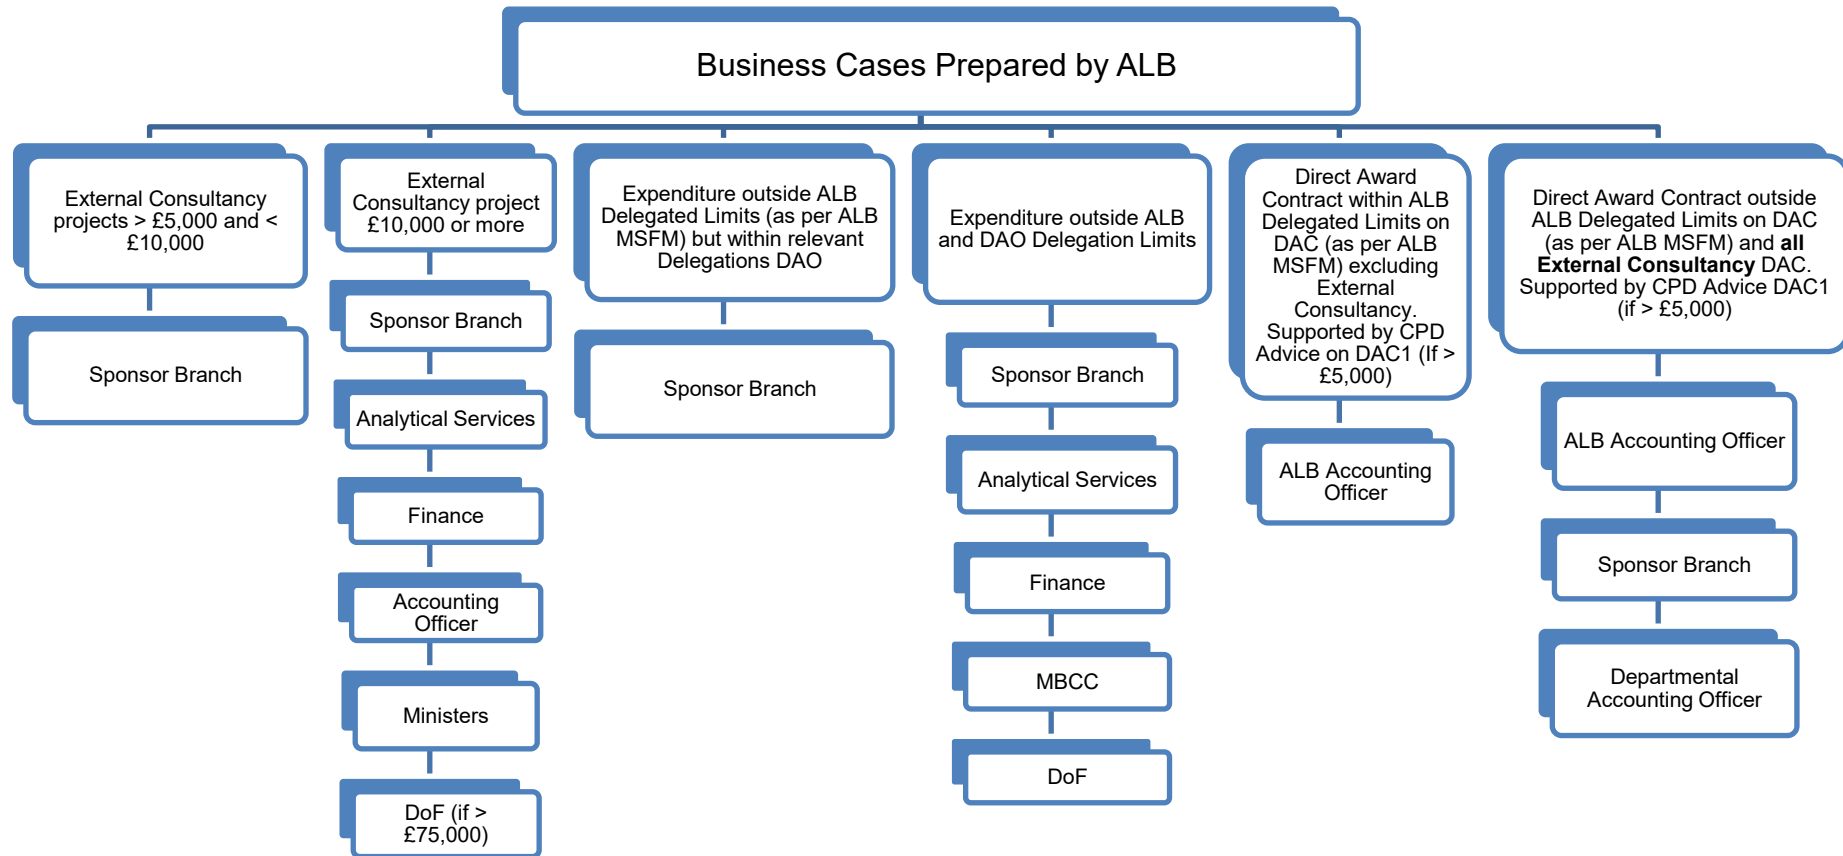 Business Cases Prepared by ALB
External Consultancy
projects > £5,000 and <
£10,000
Sponsor Branch
External
Consultancy project
£10,000 or more
Sponsor Branch
Analytical Services
Finance
Accounting
Officer
Ministers
DoF (if >
£75,000)
Expenditure outside ALB
Delegated Limits (as per ALB
MSFM) but within relevant
Delegations DAO
Sponsor Branch
Expenditure outside ALB
and DAO Delegation Limits
Sponsor Branch
Analytical Services
Finance
MBCC
DoF
Direct Award
Contract within ALB
Delegated Limits on
DAC (as per ALB
MSFM) excluding
External
Consultancy.
Supported by CPD
Advice on DAC1 (If >
£5,000)
ALB Accounting
Officer
Direct Award Contract outside
ALB Delegated Limits on DAC
(as per ALB MSFM) and all
External Consultancy DAC.
Supported by CPD Advice DAC1
(if > £5,000)
ALB Accounting Officer
Sponsor Branch
Departmental
Accounting Officer